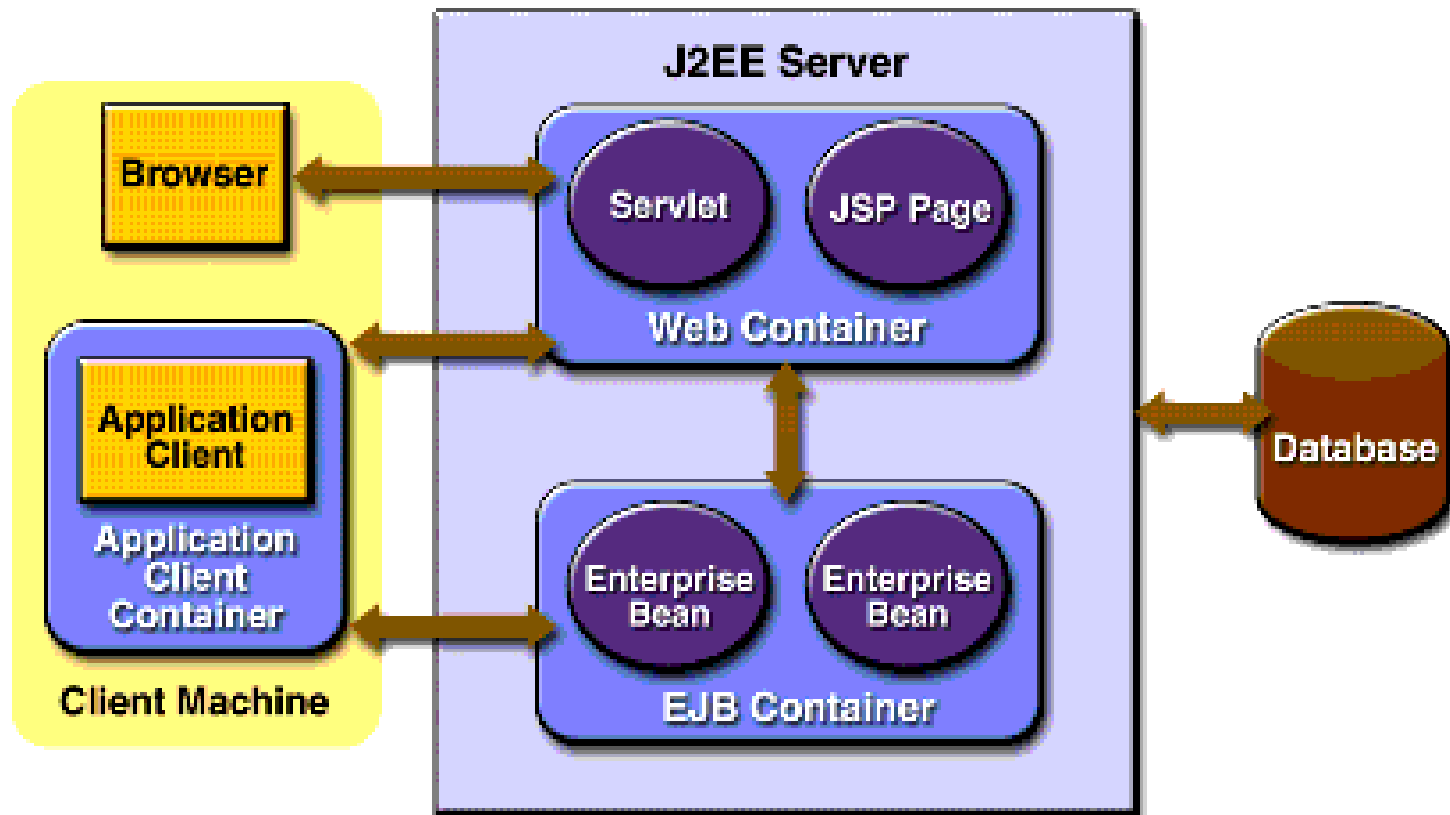 J2EE Server
Browser
Servlet
JSP Page
Web Container
Application
Client
Application
Client
Container
Client Machine
Enterprise
Bean
Enterprise
Bean
EJB Container
Database